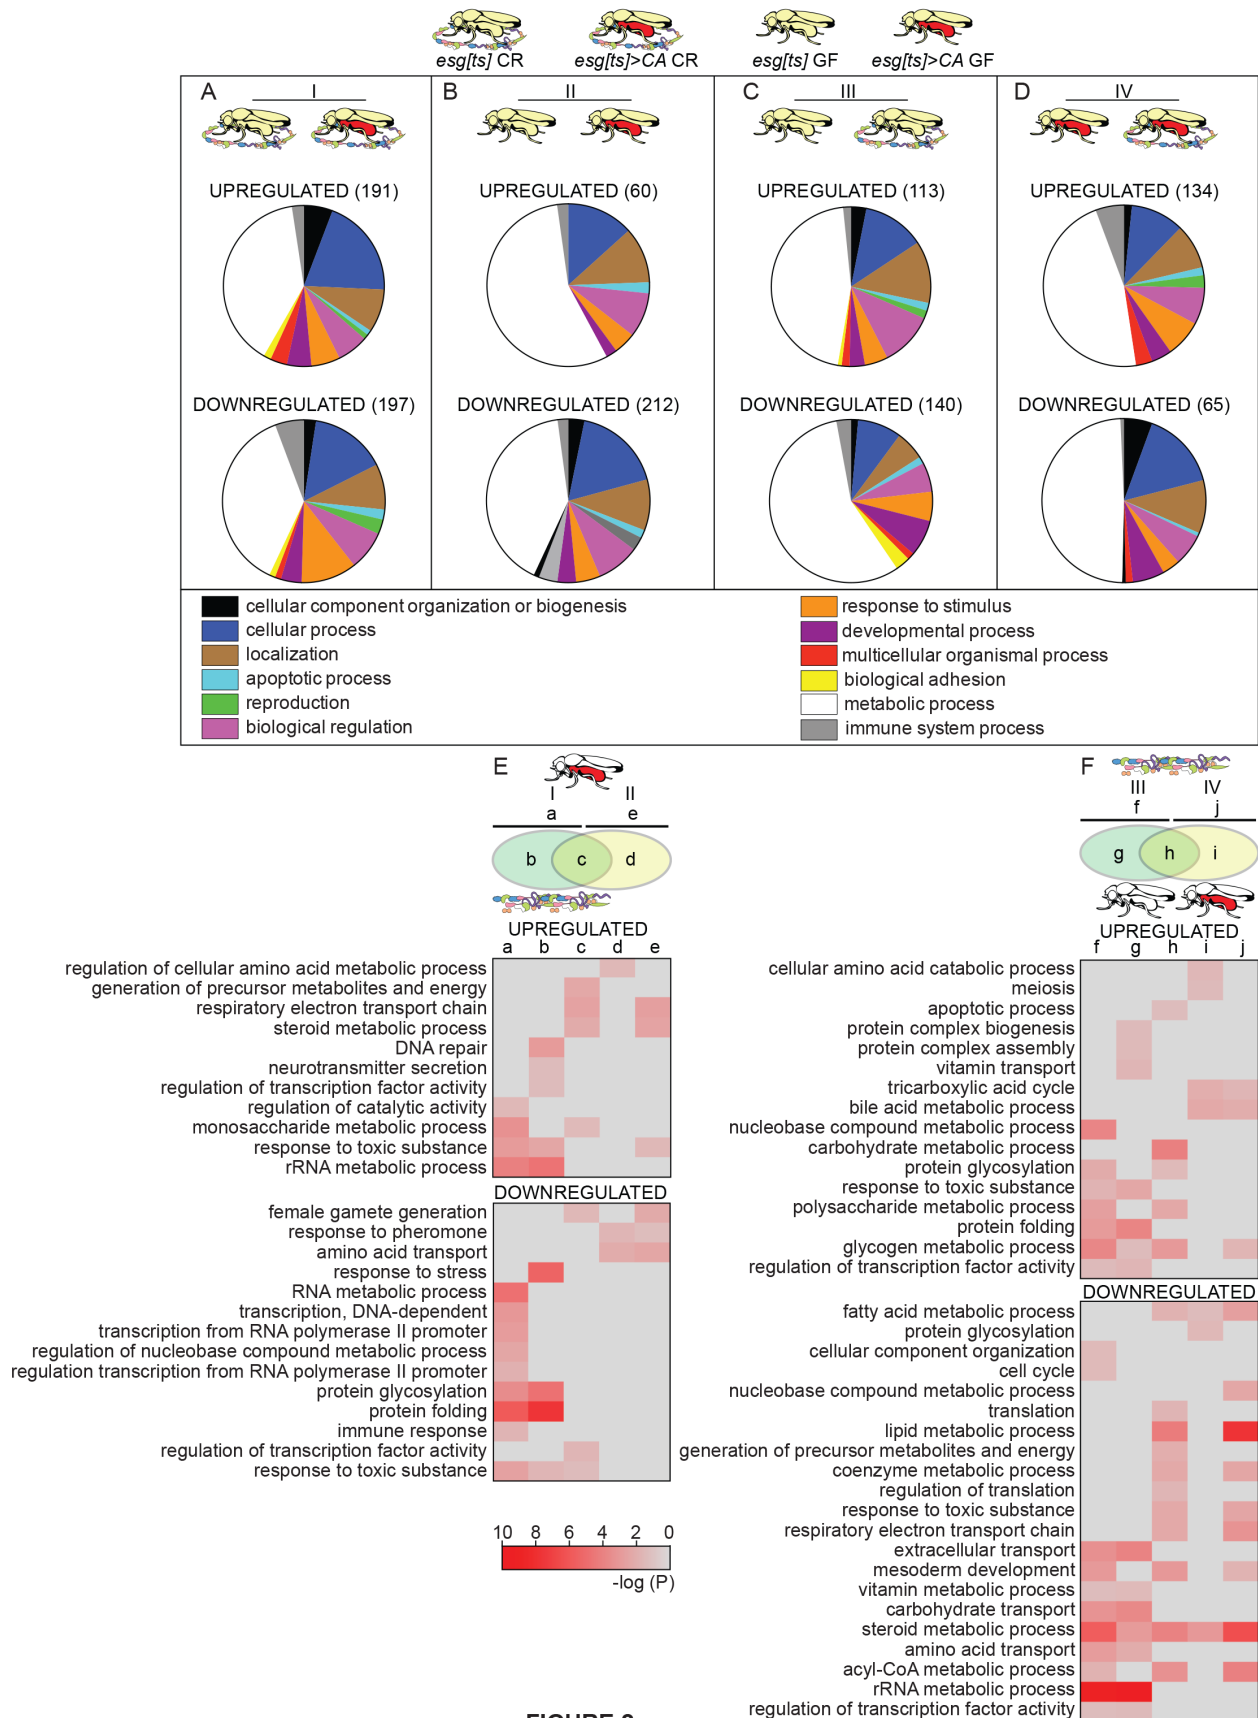 esg[ts] CR esg[ts]>CA CR esg[ts] GF esg[ts]>CA GF
A I B II C III D IV
UPREGULATED (191) UPREGULATED (60) UPREGULATED (113) UPREGULATED (134)
DOWNREGULATED (197) DOWNREGULATED (212) DOWNREGULATED (140) DOWNREGULATED (65)
cellular component organization or biogenesis
cellular process
localization
apoptotic process
reproduction
biological regulation
response to stimulus
developmental process
multicellular organismal process
biological adhesion
metabolic process
immune system process
E
I II
a e
b c d
UPREGULATED
a b c d e
regulation of cellular amino acid metabolic process
generation of precursor metabolites and energy
respiratory electron transport chain
steroid metabolic process
DNA repair
neurotransmitter secretion
regulation of transcription factor activity
regulation of catalytic activity
monosaccharide metabolic process
response to toxic substance
rRNA metabolic process
DOWNREGULATED
female gamete generation
response to pheromone
amino acid transport
response to stress
RNA metabolic process
transcription, DNA-dependent
transcription from RNA polymerase II promoter
regulation of nucleobase compound metabolic process
regulation transcription from RNA polymerase II promoter
protein glycosylation
protein folding
immune response
regulation of transcription factor activity
response to toxic substance
10 8 6 4 2 0
-log (P)
F
III IV
f j
g h i
UPREGULATED
f g h i j
cellular amino acid catabolic process
meiosis
apoptotic process
protein complex biogenesis
protein complex assembly
vitamin transport
tricarboxylic acid cycle
bile acid metabolic process
nucleobase compound metabolic process
carbohydrate metabolic process
protein glycosylation
response to toxic substance
polysaccharide metabolic process
protein folding
glycogen metabolic process
regulation of transcription factor activity
DOWNREGULATED
fatty acid metabolic process
protein glycosylation
cellular component organization
cell cycle
nucleobase compound metabolic process
translation
lipid metabolic process
generation of precursor metabolites and energy
coenzyme metabolic process
regulation of translation
response to toxic substance
respiratory electron transport chain
extracellular transport
mesoderm development
vitamin metabolic process
carbohydrate transport
steroid metabolic process
amino acid transport
acyl-CoA metabolic process
rRNA metabolic process
regulation of transcription factor activity
FIGURE